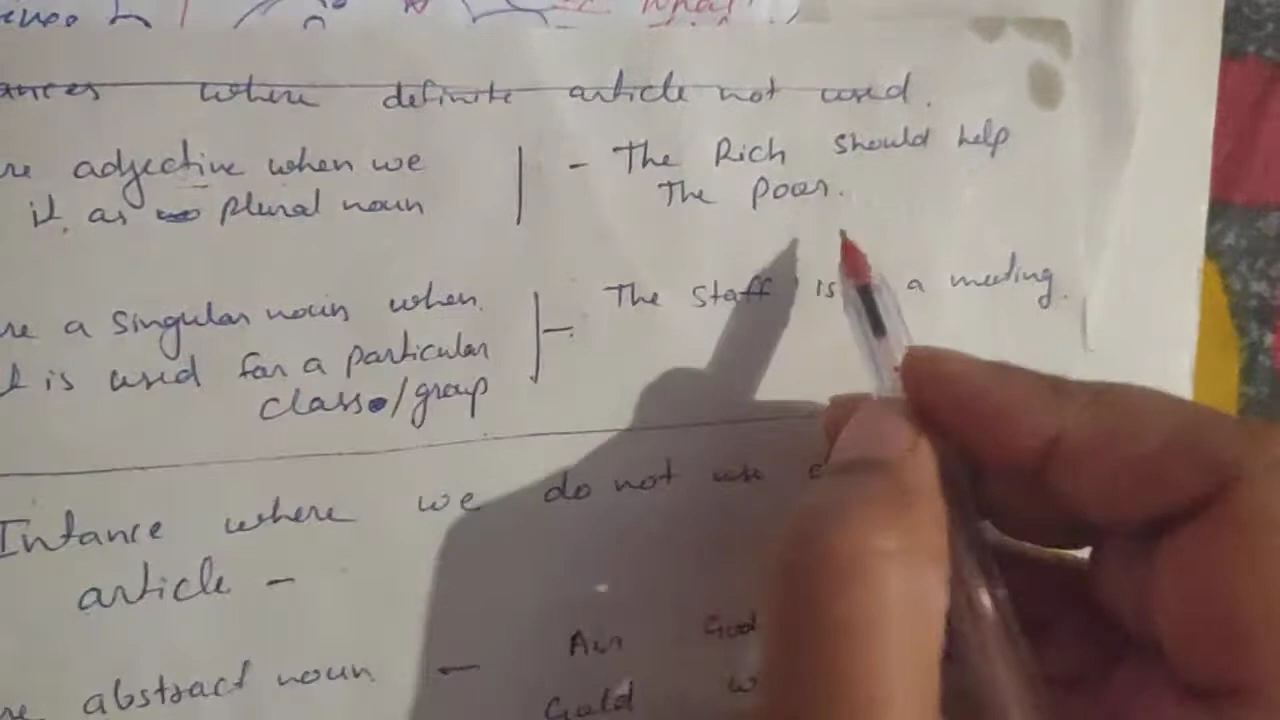 where definite article not used.
adjective when we
it as plural noun
- The Rich should help
The poor.
a singular noun when
is used for a particular
class/group
- The staff is a meeting.
Intance where we do not use
article -
abstract noun - Air God
Gold